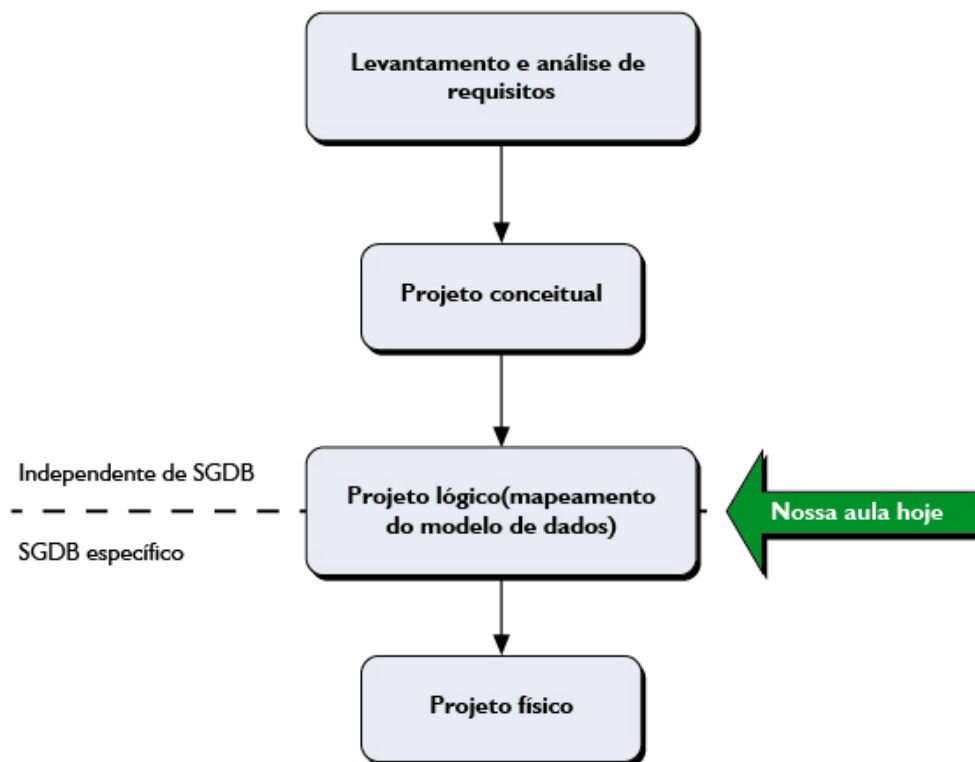 Levantamento e análise de
requisitos
Projeto conceitual
Independente de SGDB
Projeto lógico(mapeamento
do modelo de dados)
Nossa aula hoje
SGDB específico
Projeto físico